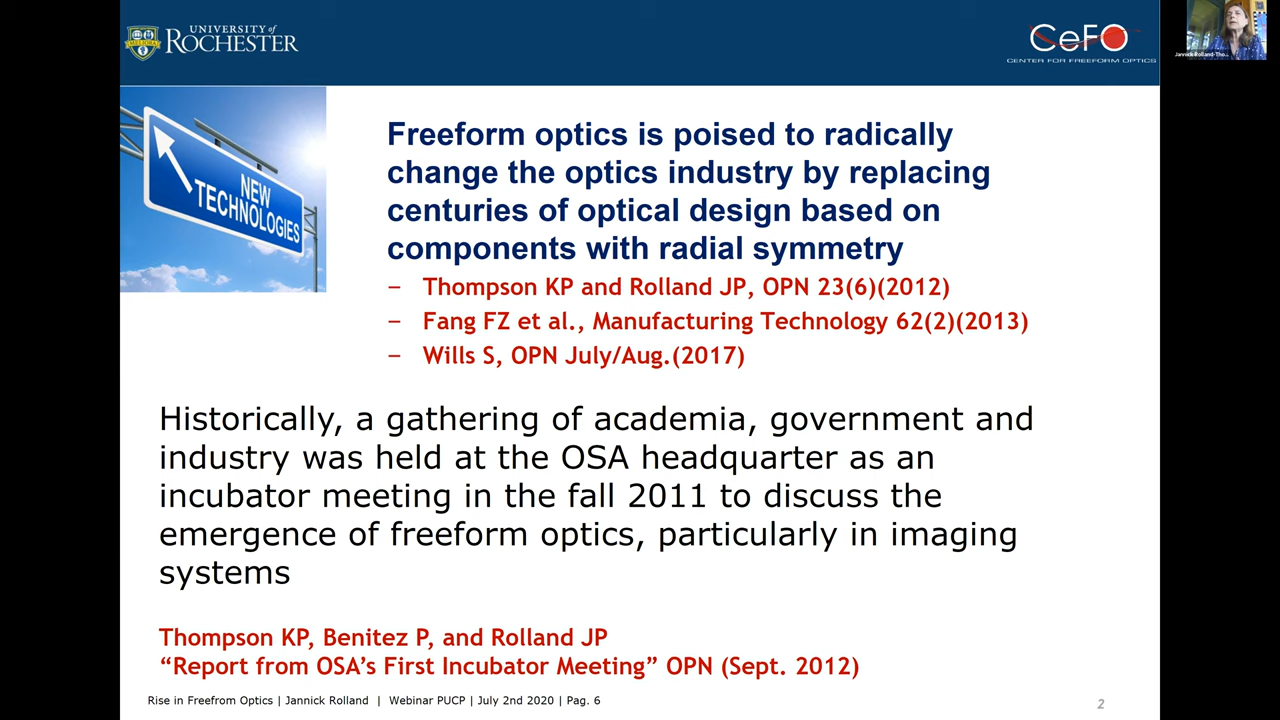 UNIVERSITY of
ROCHESTER
MELIORA
CeFO
CENTER FOR FREEFORM OPTICS
Jannick Rolland-Tho...
NEW
TECHNOLOGIES
Freeform optics is poised to radically
change the optics industry by replacing
centuries of optical design based on
components with radial symmetry
– Thompson KP and Rolland JP, OPN 23(6)(2012)
– Fang FZ et al., Manufacturing Technology 62(2)(2013)
– Wills S, OPN July/Aug.(2017)
Historically, a gathering of academia, government and
industry was held at the OSA headquarter as an
incubator meeting in the fall 2011 to discuss the
emergence of freeform optics, particularly in imaging
systems
Thompson KP, Benitez P, and Rolland JP
“Report from OSA’s First Incubator Meeting” OPN (Sept. 2012)
Rise in Freefrom Optics | Jannick Rolland | Webinar PUCP | July 2nd 2020 | Pag. 6
2